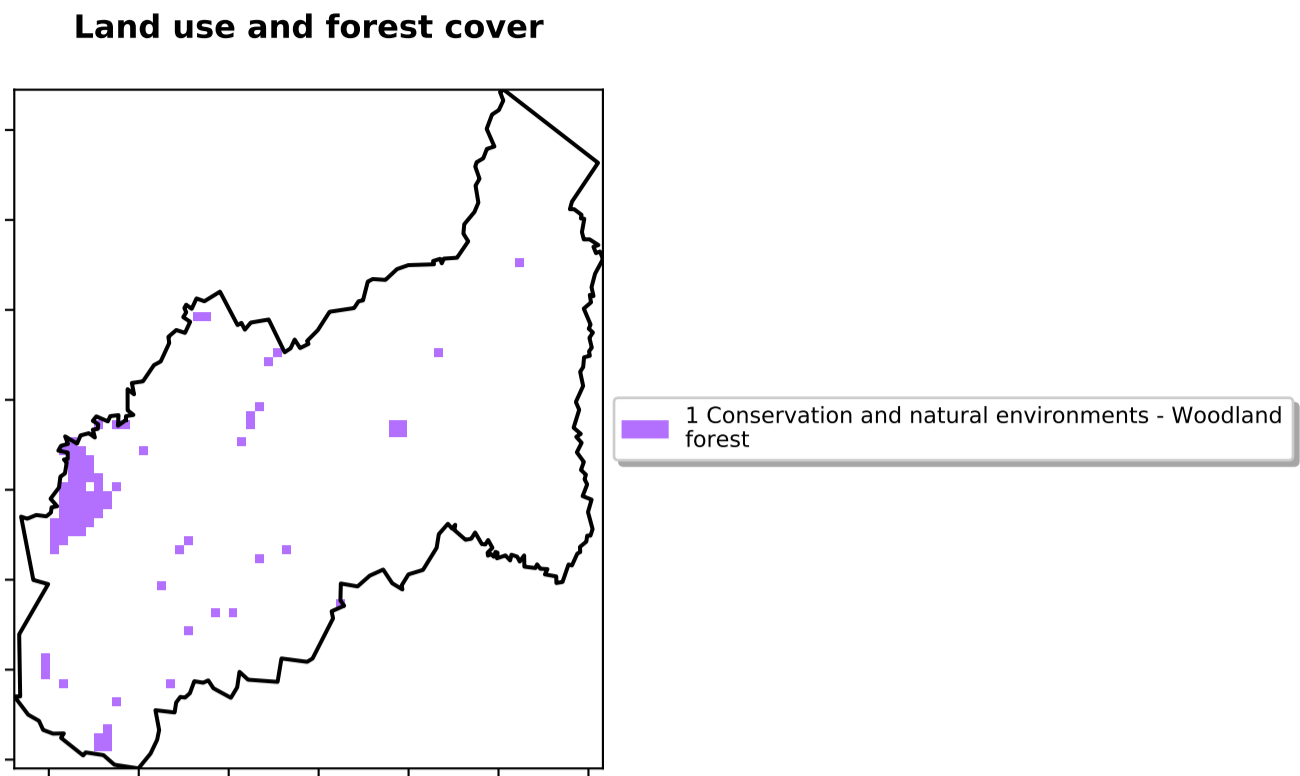 Land use and forest cover
1 Conservation and natural environments - Woodland
forest